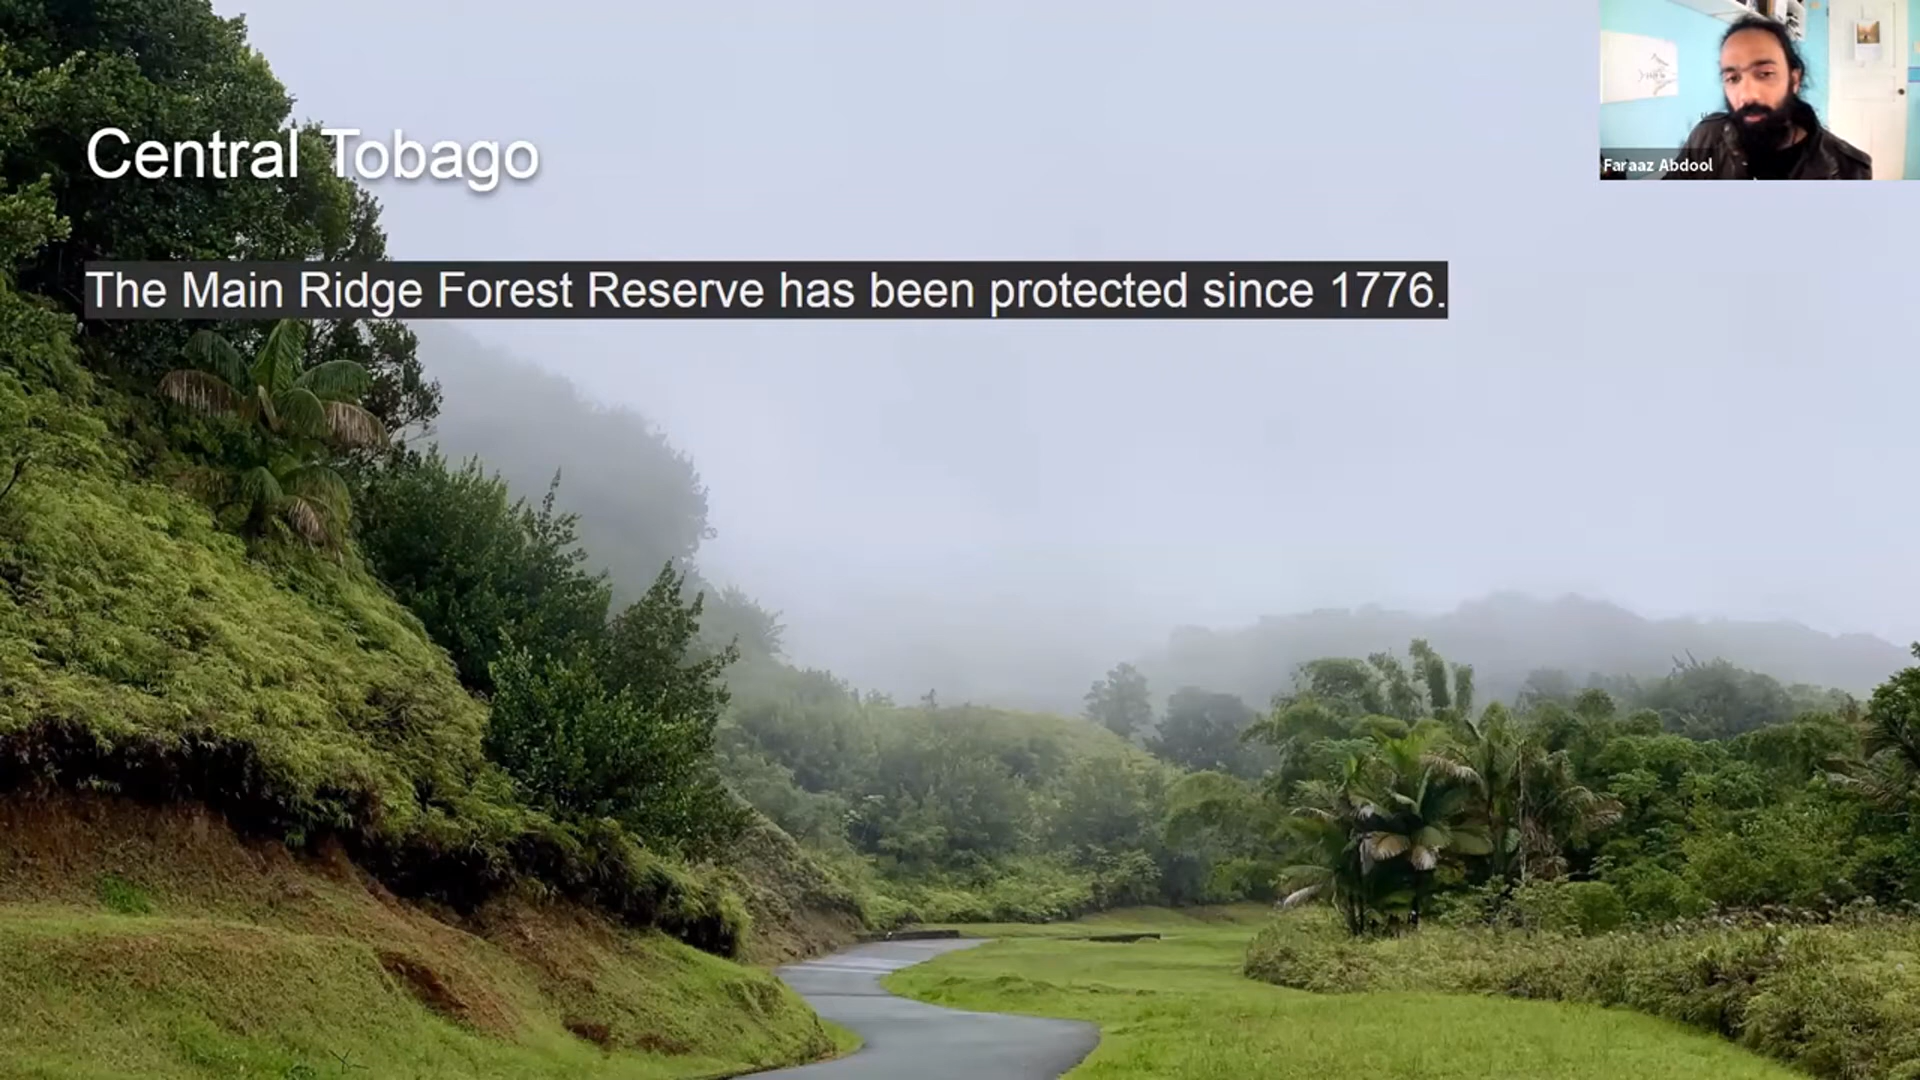 Central Tobago
The Main Ridge Forest Reserve has been protected since 1776.
Faraaz Abdool